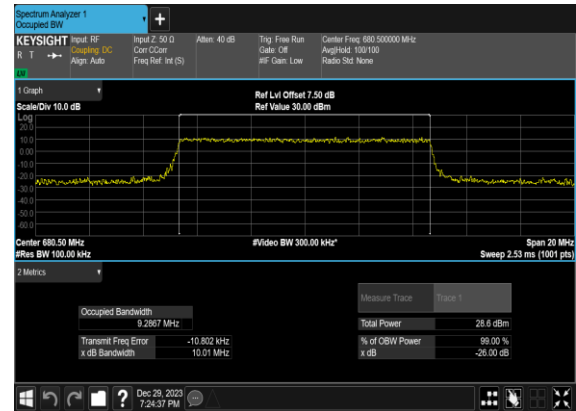 Spectrum Analyzer 1
Occupied BW
KEYSIGHT
R T
Input: RF
Coupling: DC
Align: Auto
Input Z: 50 Ω
Corr CCorr
Freq Ref: Int (S)
Atten: 40 dB
Trig: Free Run
Gate: Off
#IF Gain: Low
Center Freq: 680.500000 MHz
Avg|Hold: 100/100
Radio Std: None
LXI
1 Graph
Scale/Div 10.0 dB
Ref Lvl Offset 7.50 dB
Ref Value 30.00 dBm
Log
20.0
10.0
0.00
-10.0
-20.0
-30.0
-40.0
-50.0
-60.0
Center 680.50 MHz
#Video BW 300.00 kHz*
Span 20 MHz
#Res BW 100.00 kHz
Sweep 2.53 ms (1001 pts)
2 Metrics
Measure Trace
Trace 1
Occupied Bandwidth
9.2867 MHz
Total Power
28.6 dBm
Transmit Freq Error
-10.802 kHz
% of OBW Power
99.00 %
x dB Bandwidth
10.01 MHz
x dB
-26.00 dB
?
Dec 29, 2023
7:24:37 PM